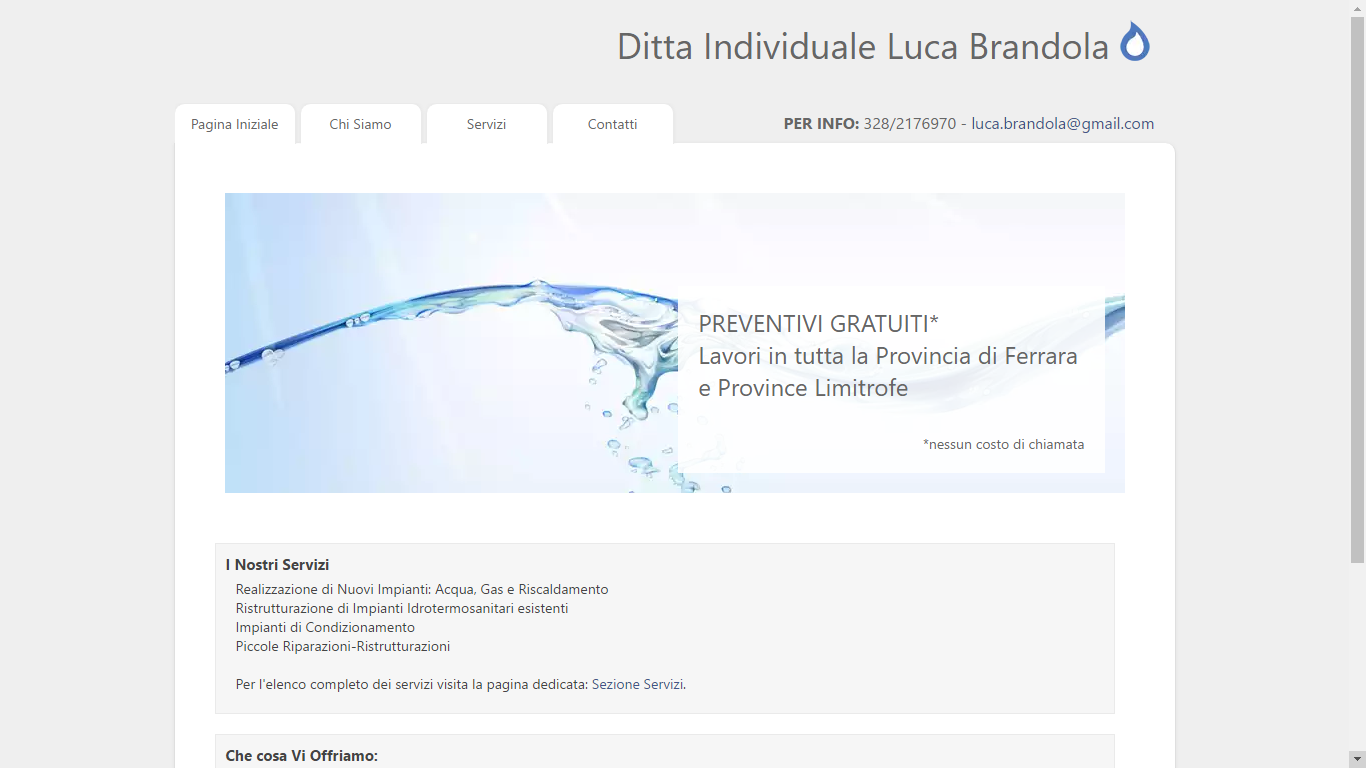 Ditta Individuale Luca Brandola
Pagina Iniziale
Chi Siamo
Servizi
Contatti
PER INFO: 328/2176970 - luca.brandola@gmail.com
PREVENTIVI GRATUITI*
Lavori in tutta la Provincia di Ferrara
e Province Limitrofe
*nessun costo di chiamata
I Nostri Servizi
Realizzazione di Nuovi Impianti: Acqua, Gas e Riscaldamento
Ristrutturazione di Impianti Idrotermosanitari esistenti
Impianti di Condizionamento
Piccole Riparazioni-Ristrutturazioni
Per l'elenco completo dei servizi visita la pagina dedicata: Sezione Servizi.
Che cosa Vi Offriamo: